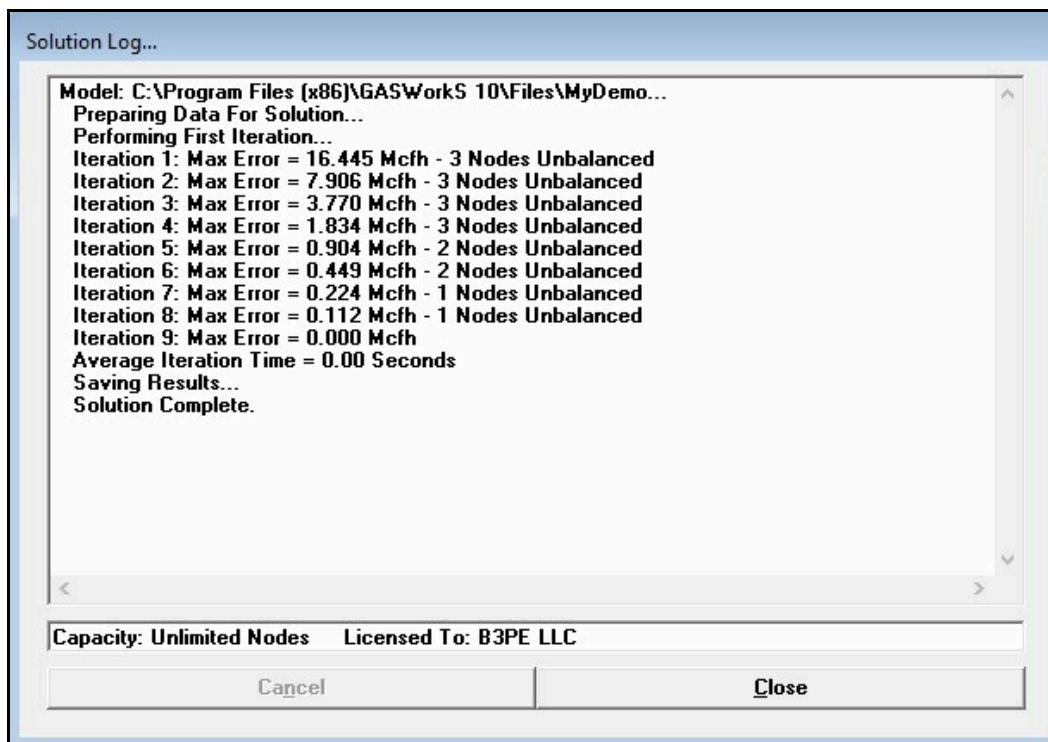 Solution Log...
Model: C:\Program Files (x86)\GASWorkS 10\Files\MyDemo...
Preparing Data For Solution...
Performing First Iteration...
Iteration 1: Max Error = 16.445 Mcfh - 3 Nodes Unbalanced
Iteration 2: Max Error = 7.906 Mcfh - 3 Nodes Unbalanced
Iteration 3: Max Error = 3.770 Mcfh - 3 Nodes Unbalanced
Iteration 4: Max Error = 1.834 Mcfh - 3 Nodes Unbalanced
Iteration 5: Max Error = 0.904 Mcfh - 2 Nodes Unbalanced
Iteration 6: Max Error = 0.449 Mcfh - 2 Nodes Unbalanced
Iteration 7: Max Error = 0.224 Mcfh - 1 Nodes Unbalanced
Iteration 8: Max Error = 0.112 Mcfh - 1 Nodes Unbalanced
Iteration 9: Max Error = 0.000 Mcfh
Average Iteration Time = 0.00 Seconds
Saving Results...
Solution Complete.
Capacity: Unlimited Nodes Licensed To: B3PE LLC
Cancel Close